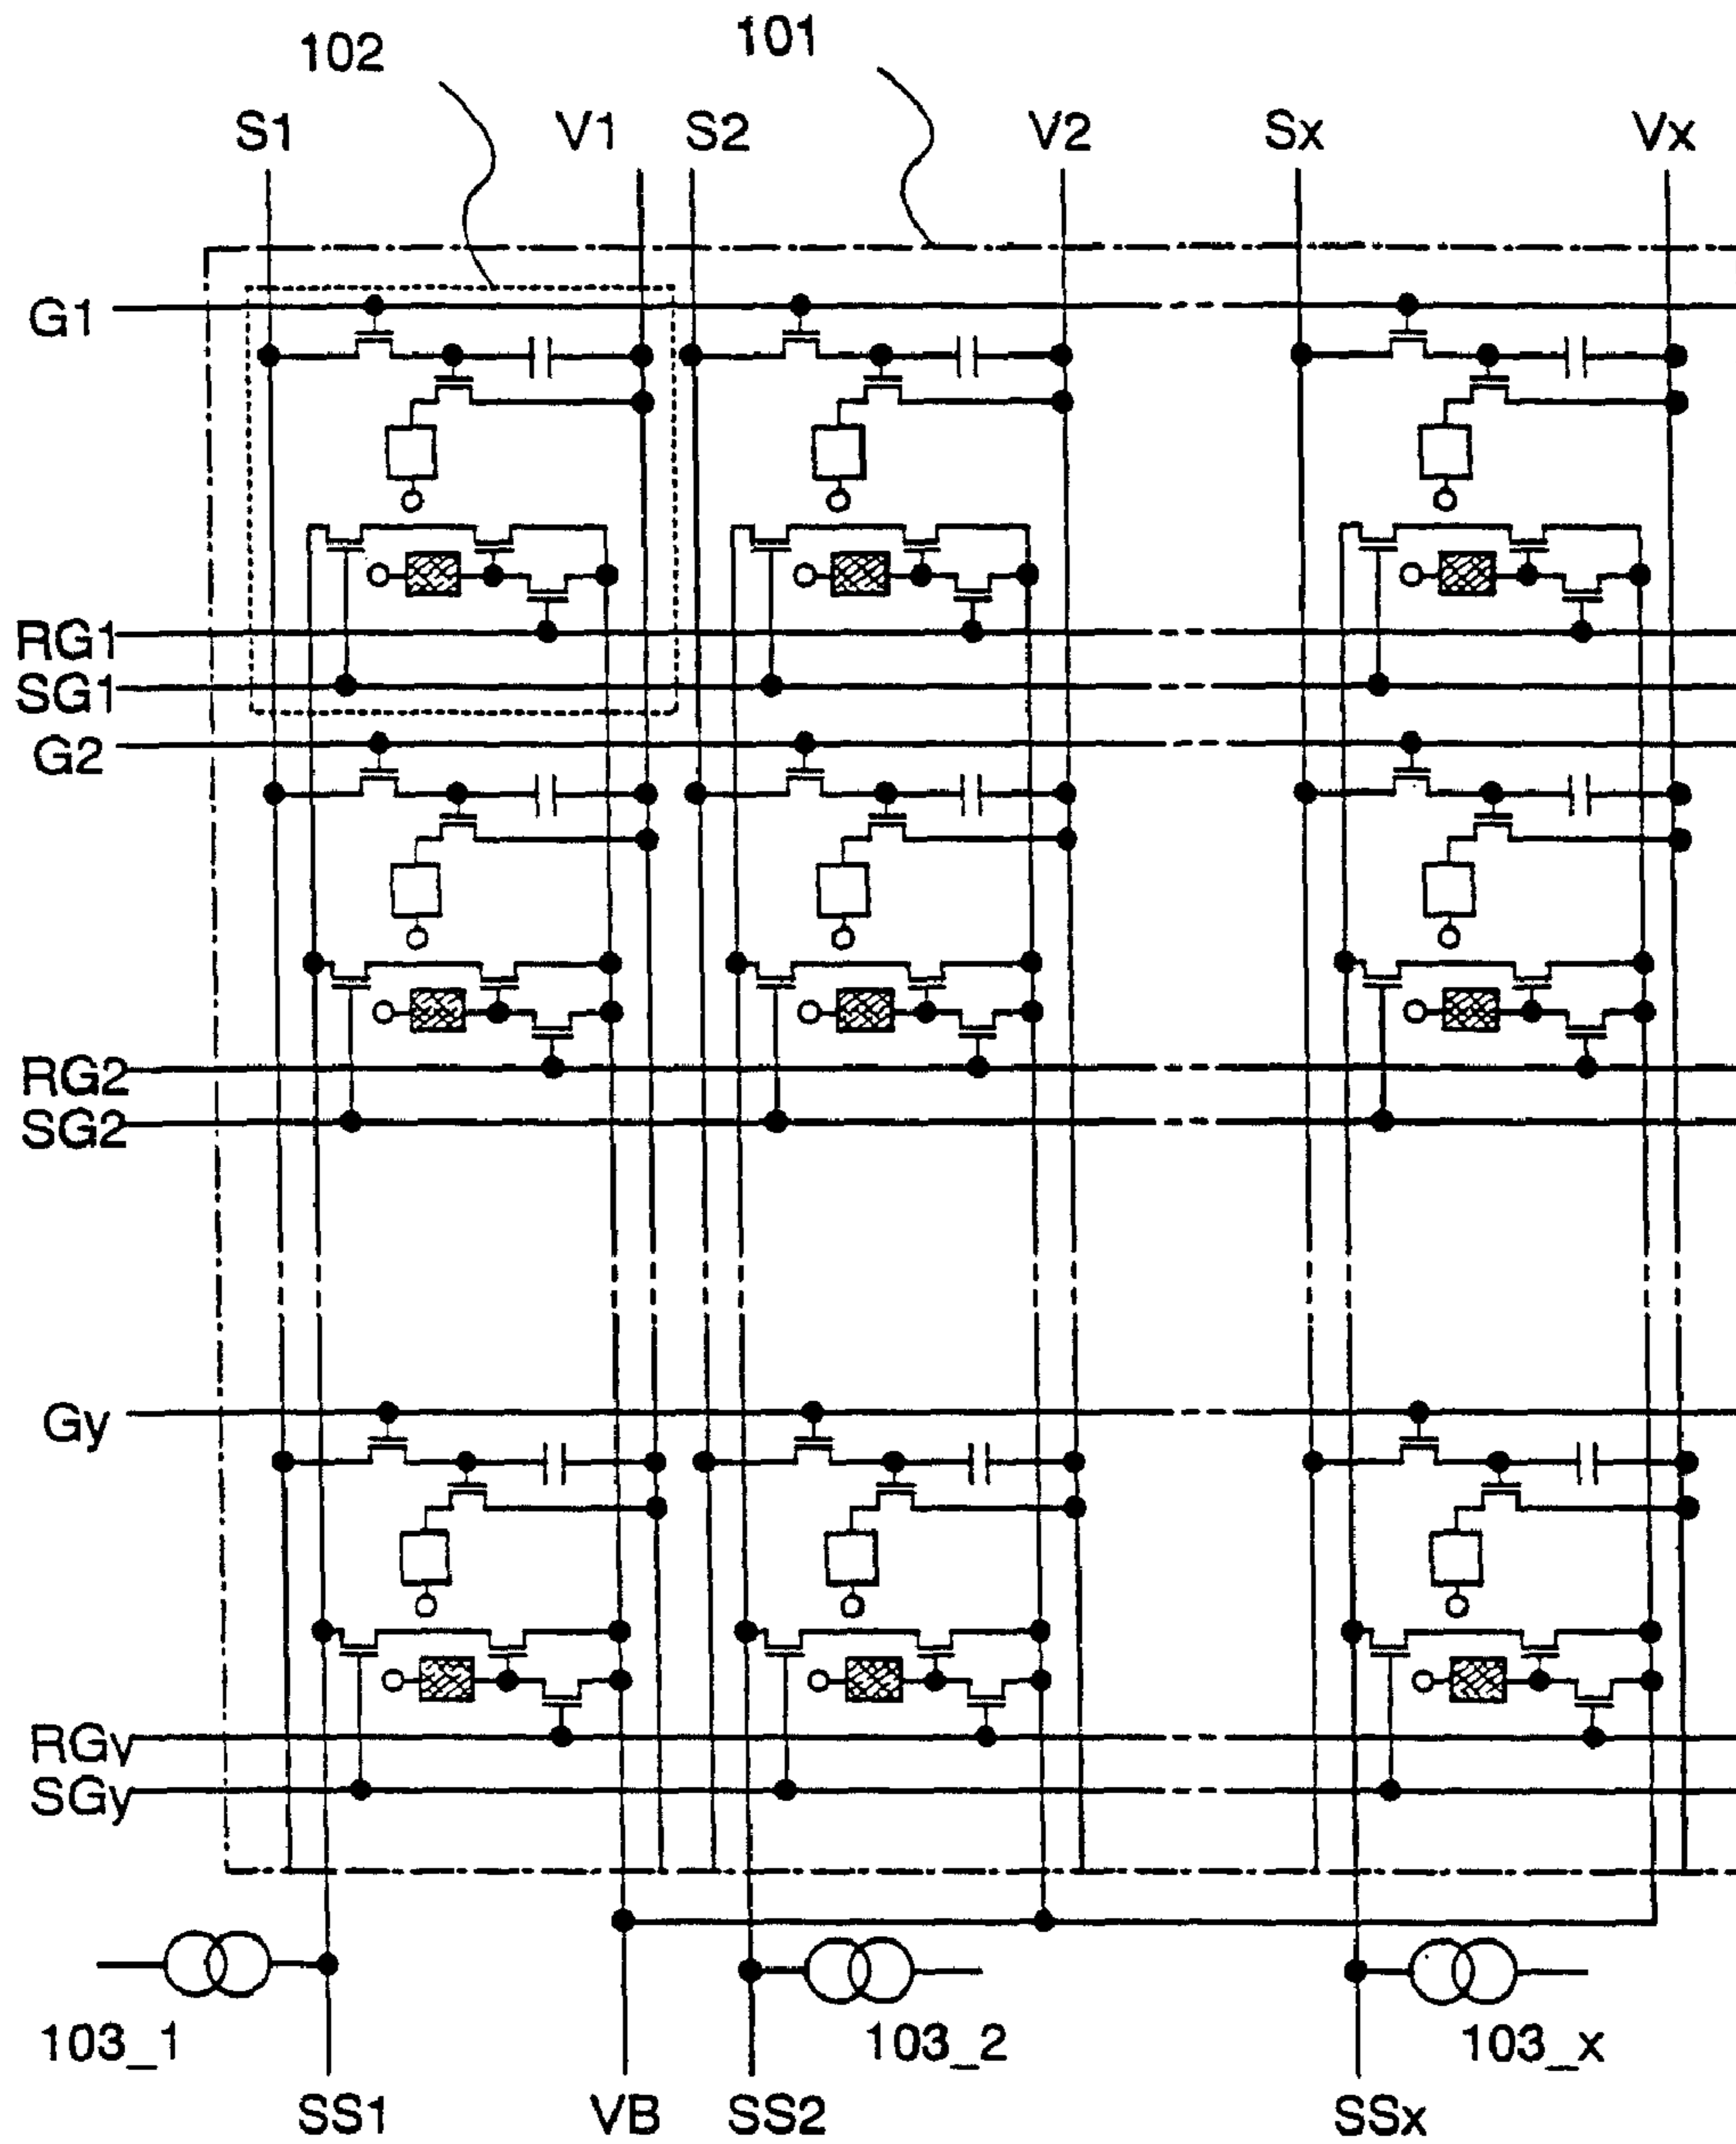 102 101
S1 V1 S2 V2 Sx Vx
G1
RG1
SG1
G2
RG2
SG2
Gy
RGy
SGy
103_1 103_2 103_x
SS1 VB SS2 SSx